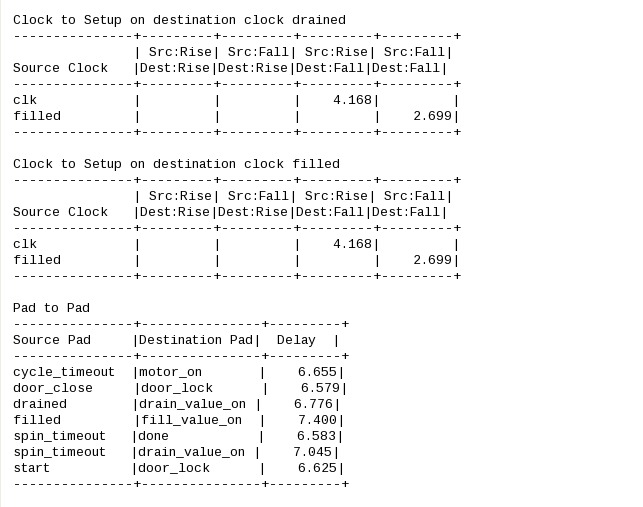 Clock to Setup on destination clock drained
---------------+---------+---------+---------+---------+
               | Src:Rise| Src:Fall| Src:Rise| Src:Fall|
Source Clock   |Dest:Rise|Dest:Rise|Dest:Fall|Dest:Fall|
---------------+---------+---------+---------+---------+
clk            |         |         |    4.168|         |
filled         |         |         |         |    2.699|
---------------+---------+---------+---------+---------+
Clock to Setup on destination clock filled
---------------+---------+---------+---------+---------+
               | Src:Rise| Src:Fall| Src:Rise| Src:Fall|
Source Clock   |Dest:Rise|Dest:Rise|Dest:Fall|Dest:Fall|
---------------+---------+---------+---------+---------+
clk            |         |         |    4.168|         |
filled         |         |         |         |    2.699|
---------------+---------+---------+---------+---------+
Pad to Pad
---------------+---------------+---------+
Source Pad     |Destination Pad|  Delay  |
---------------+---------------+---------+
cycle_timeout  |motor_on       |    6.655|
door_close     |door_lock      |    6.579|
drained        |drain_value_on |    6.776|
filled         |fill_value_on  |    7.400|
spin_timeout   |done           |    6.583|
spin_timeout   |drain_value_on |    7.045|
start          |door_lock      |    6.625|
---------------+---------------+---------+